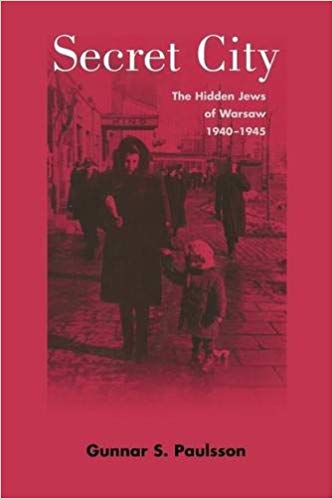 Secret City
The Hidden Jews
of Warsaw
1940–1945
Gunnar S. Paulsson